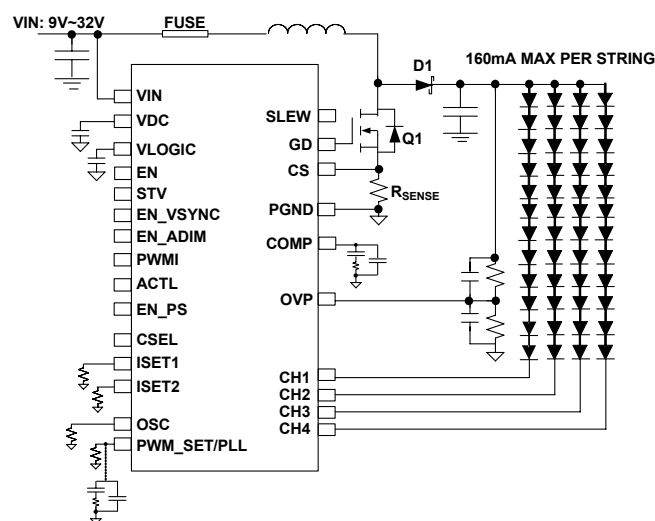 VIN: 9V~32V
FUSE
D1
160mA MAX PER STRING
VIN
VDC
VLOGIC
EN
STV
EN_VSYNC
EN_ADIM
PWMI
ACTL
EN_PS
CSEL
ISET1
ISET2
OSC
PWM_SET/PLL
SLEW
GD
Q1
CS
RSENSE
PGND
COMP
OVP
CH1
CH2
CH3
CH4